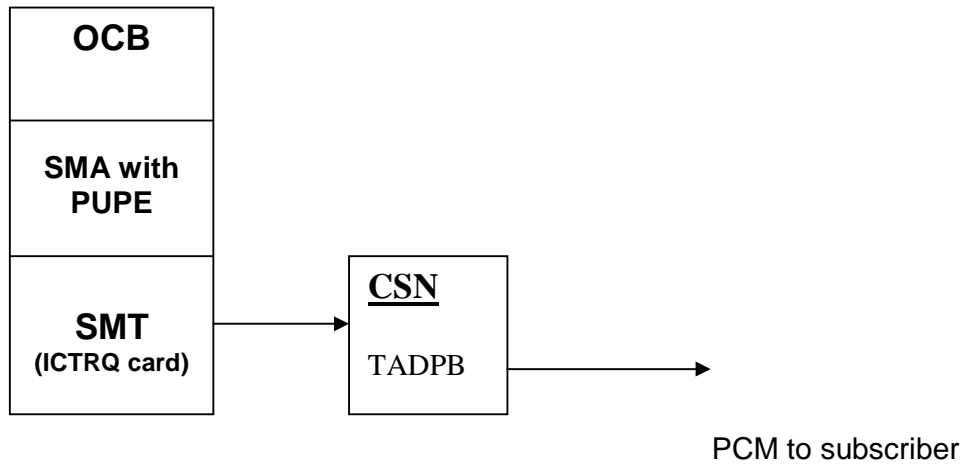 OCB
SMA with
PUPE
SMT
(ICTRQ card)
CSN
TADPB
PCM to subscriber